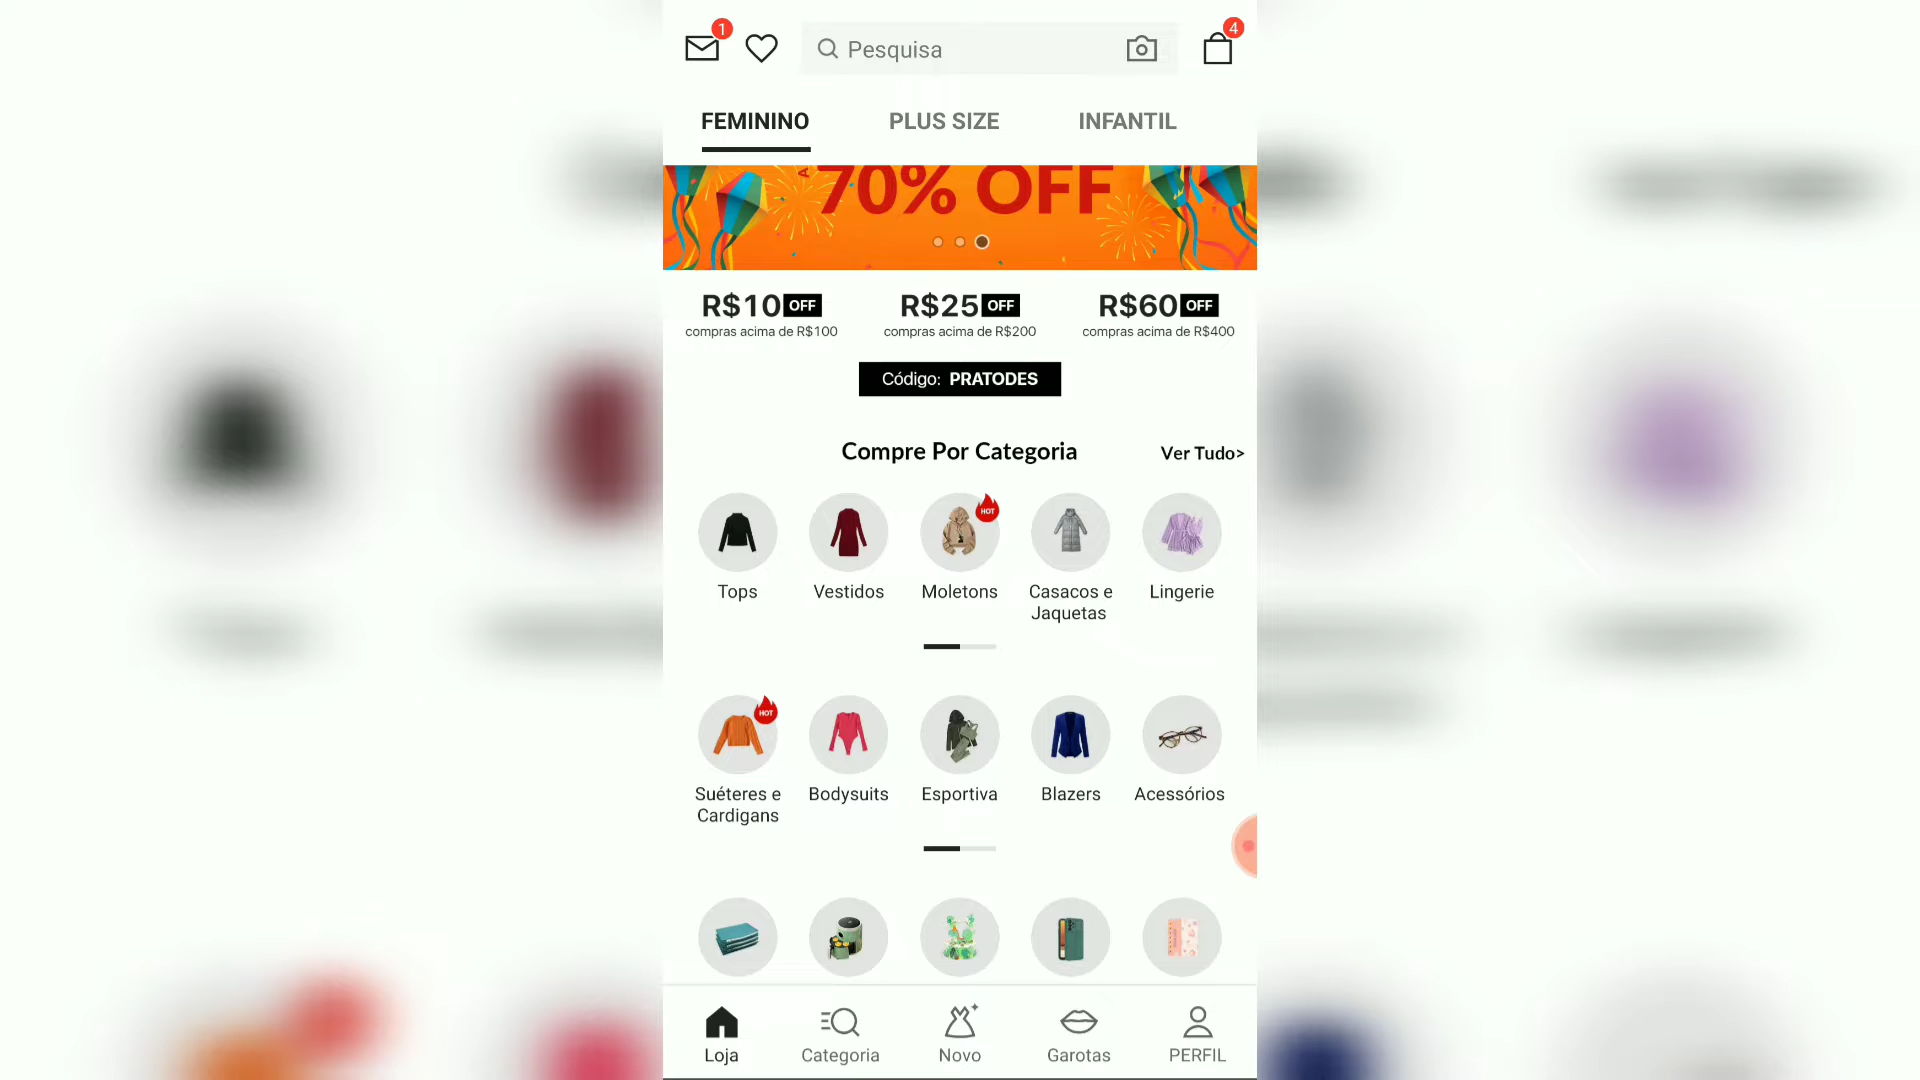 1
4
Pesquisa
FEMININO PLUS SIZE INFANTIL
A
70% OFF
R$10 OFF R$25 OFF R$60 OFF
compras acima de R$100 compras acima de R$200 compras acima de R$400
Código: PRATODES
Compre Por Categoria Ver Tudo>
HOT
Tops Vestidos Moletons Casacos e Lingerie
Jaquetas
HOT
Suéteres e Bodysuits Esportiva Blazers Acessórios
Cardigans
Loja Categoria Novo Garotas PERFIL